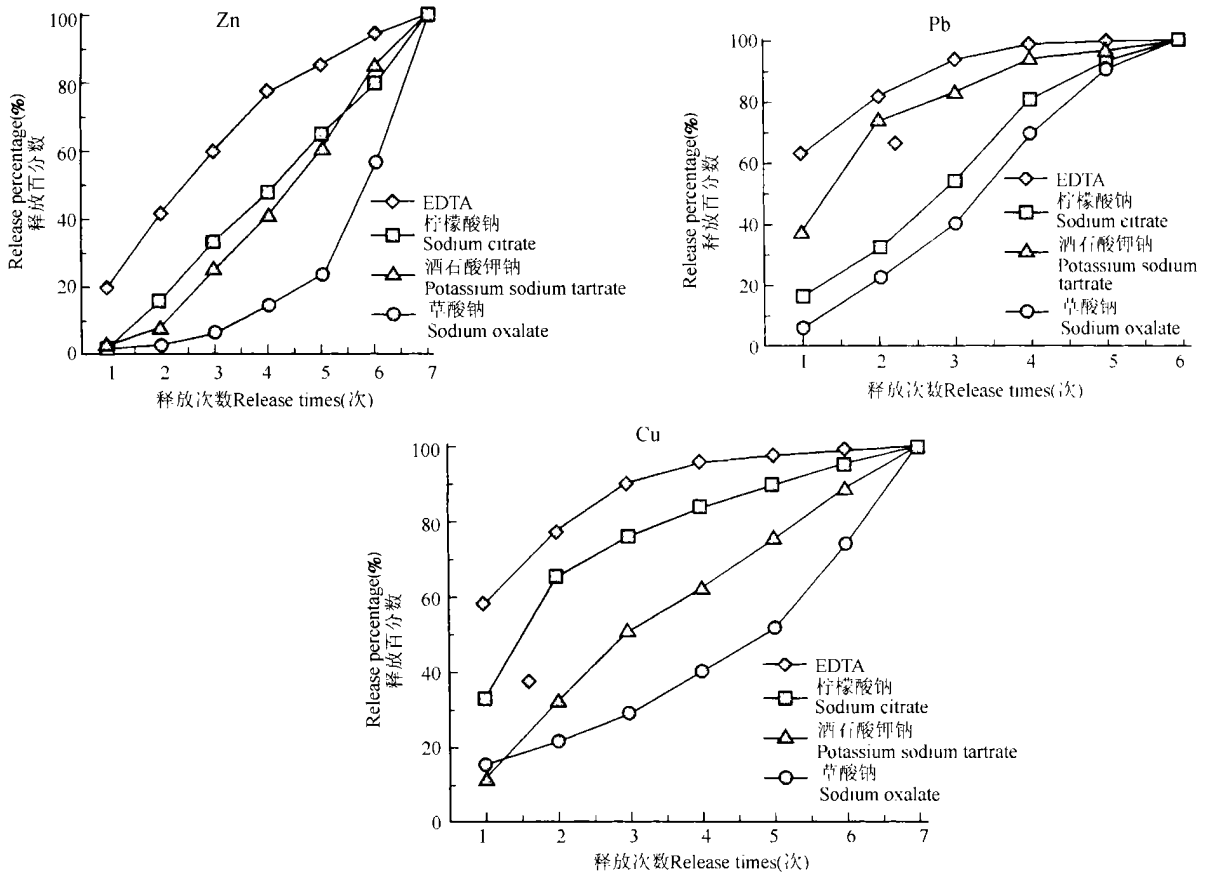 Zn
100
80
60
40
20
0
Release percentage(%)
释放百分数
EDTA
柠檬酸钠
Sodium citrate
酒石酸钾钠
Potassium sodium tartrate
草酸钠
Sodium oxalate
1 2 3 4 5 6 7
释放次数Release times(次)
Pb
100
80
60
40
20
0
Release percentage(%)
释放百分数
EDTA
柠檬酸钠
Sodium citrate
酒石酸钾钠
Potassium sodium
tartrate
草酸钠
Sodium oxalate
1 2 3 4 5 6
释放次数Release times(次)
Cu
100
80
60
40
20
0
Release percentage(%)
释放百分数
EDTA
柠檬酸钠
Sodium citrate
酒石酸钾钠
Potassium sodium tartrate
草酸钠
Sodium oxalate
1 2 3 4 5 6 7
释放次数Release times(次)